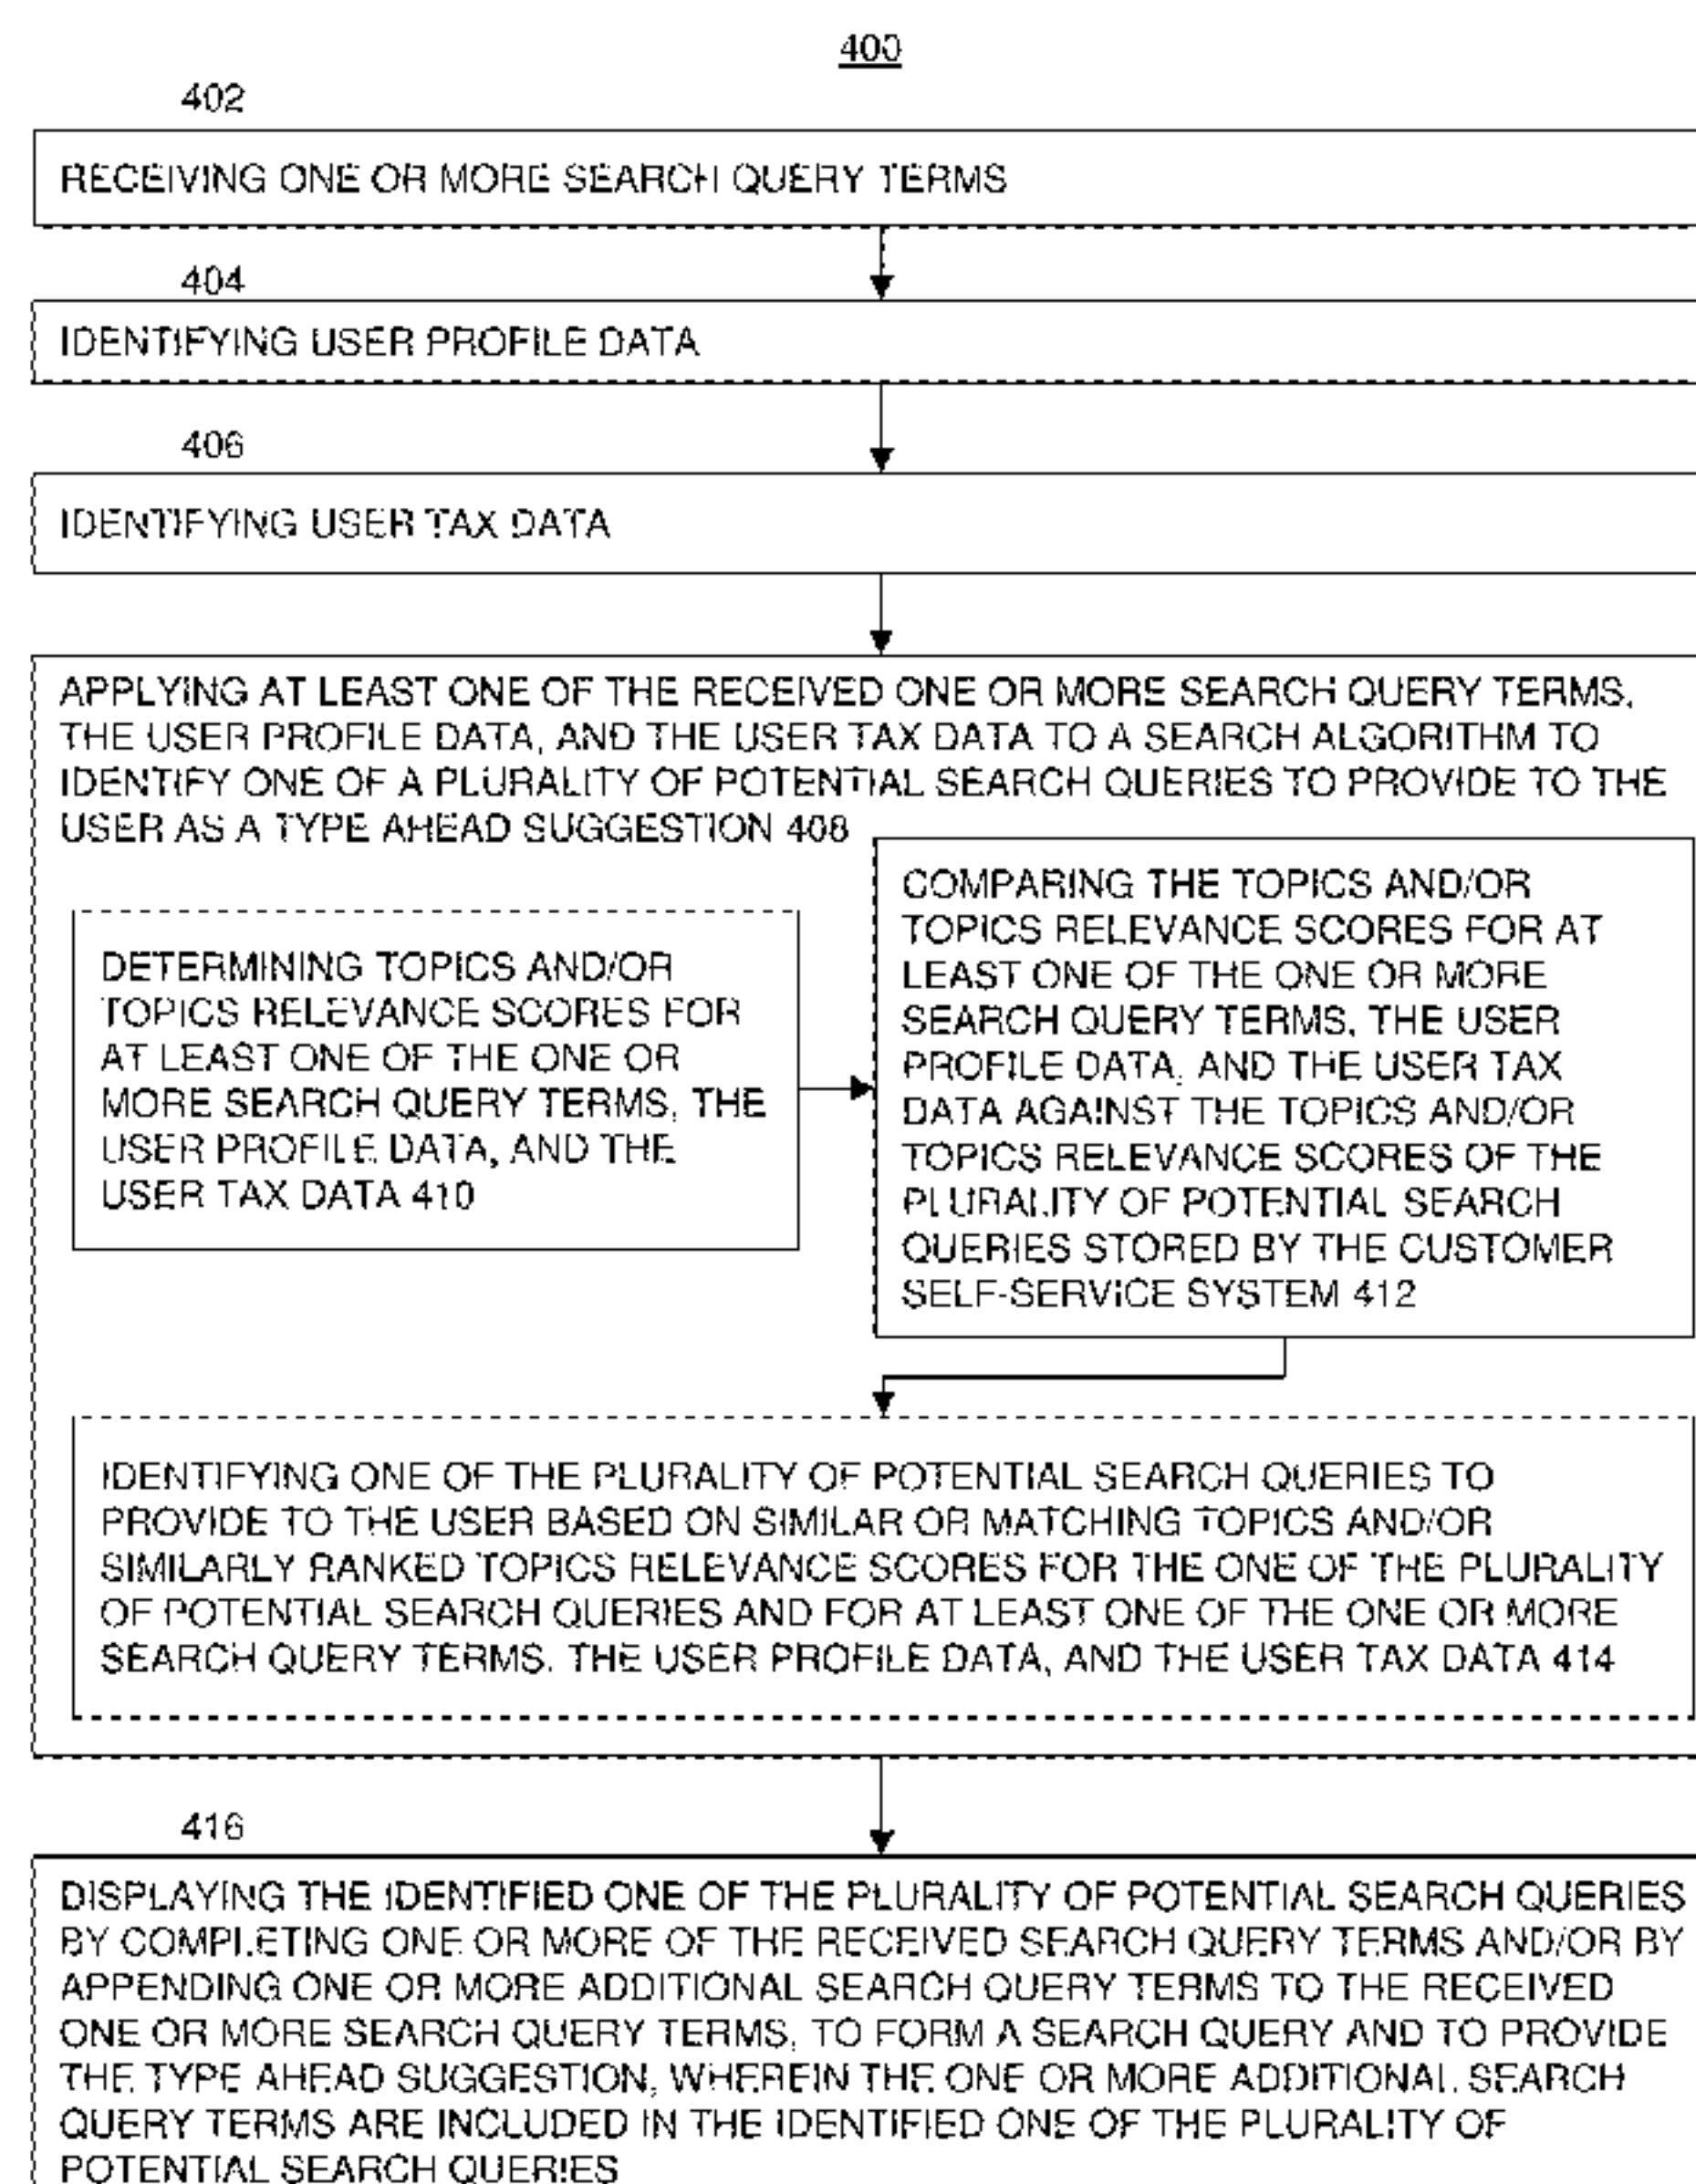 400
402
RECEIVING ONE OR MORE SEARCH QUERY TERMS
404
IDENTIFYING USER PROFILE DATA
406
IDENTIFYING USER TAX DATA
APPLYING AT LEAST ONE OF THE RECEIVED ONE OR MORE SEARCH QUERY TERMS,
THE USER PROFILE DATA, AND THE USER TAX DATA TO A SEARCH ALGORITHM TO
IDENTIFY ONE OF A PLURALITY OF POTENTIAL SEARCH QUERIES TO PROVIDE TO THE
USER AS A TYPE AHEAD SUGGESTION 408
DETERMINING TOPICS AND/OR
TOPICS RELEVANCE SCORES FOR
AT LEAST ONE OF THE ONE OR
MORE SEARCH QUERY TERMS, THE
USER PROFILE DATA, AND THE
USER TAX DATA 410
COMPARING THE TOPICS AND/OR
TOPICS RELEVANCE SCORES FOR AT
LEAST ONE OF THE ONE OR MORE
SEARCH QUERY TERMS, THE USER
PROFILE DATA, AND THE USER TAX
DATA AGAINST THE TOPICS AND/OR
TOPICS RELEVANCE SCORES OF THE
PLURALITY OF POTENTIAL SEARCH
QUERIES STORED BY THE CUSTOMER
SELF-SERVICE SYSTEM 412
IDENTIFYING ONE OF THE PLURALITY OF POTENTIAL SEARCH QUERIES TO
PROVIDE TO THE USER BASED ON SIMILAR OR MATCHING TOPICS AND/OR
SIMILARLY RANKED TOPICS RELEVANCE SCORES FOR THE ONE OF THE PLURALITY
OF POTENTIAL SEARCH QUERIES AND FOR AT LEAST ONE OF THE ONE OR MORE
SEARCH QUERY TERMS, THE USER PROFILE DATA, AND THE USER TAX DATA 414
416
DISPLAYING THE IDENTIFIED ONE OF THE PLURALITY OF POTENTIAL SEARCH QUERIES
BY COMPLETING ONE OR MORE OF THE RECEIVED SEARCH QUERY TERMS AND/OR BY
APPENDING ONE OR MORE ADDITIONAL SEARCH QUERY TERMS TO THE RECEIVED
ONE OR MORE SEARCH QUERY TERMS, TO FORM A SEARCH QUERY AND TO PROVIDE
THE TYPE AHEAD SUGGESTION, WHEREIN THE ONE OR MORE ADDITIONAL SEARCH
QUERY TERMS ARE INCLUDED IN THE IDENTIFIED ONE OF THE PLURALITY OF
POTENTIAL SEARCH QUERIES